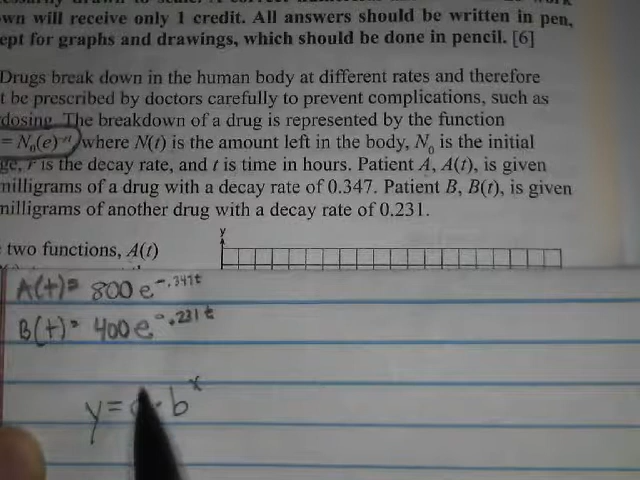 own will receive only 1 credit. All answers should be written in pen,
ept for graphs and drawings, which should be done in pencil. [6]
Drugs break down in the human body at different rates and therefore
t be prescribed by doctors carefully to prevent complications, such as
dosing. The breakdown of a drug is represented by the function
= N₀(e)⁻ʳᵗ, where N(t) is the amount left in the body, N₀ is the initial
ge, r is the decay rate, and t is time in hours. Patient A, A(t), is given
milligrams of a drug with a decay rate of 0.347. Patient B, B(t), is given
milligrams of another drug with a decay rate of 0.231.
y
two functions, A(t)
A(t) = 800 e^-.347t
B(t) = 400 e^-.231t
y = · b^x